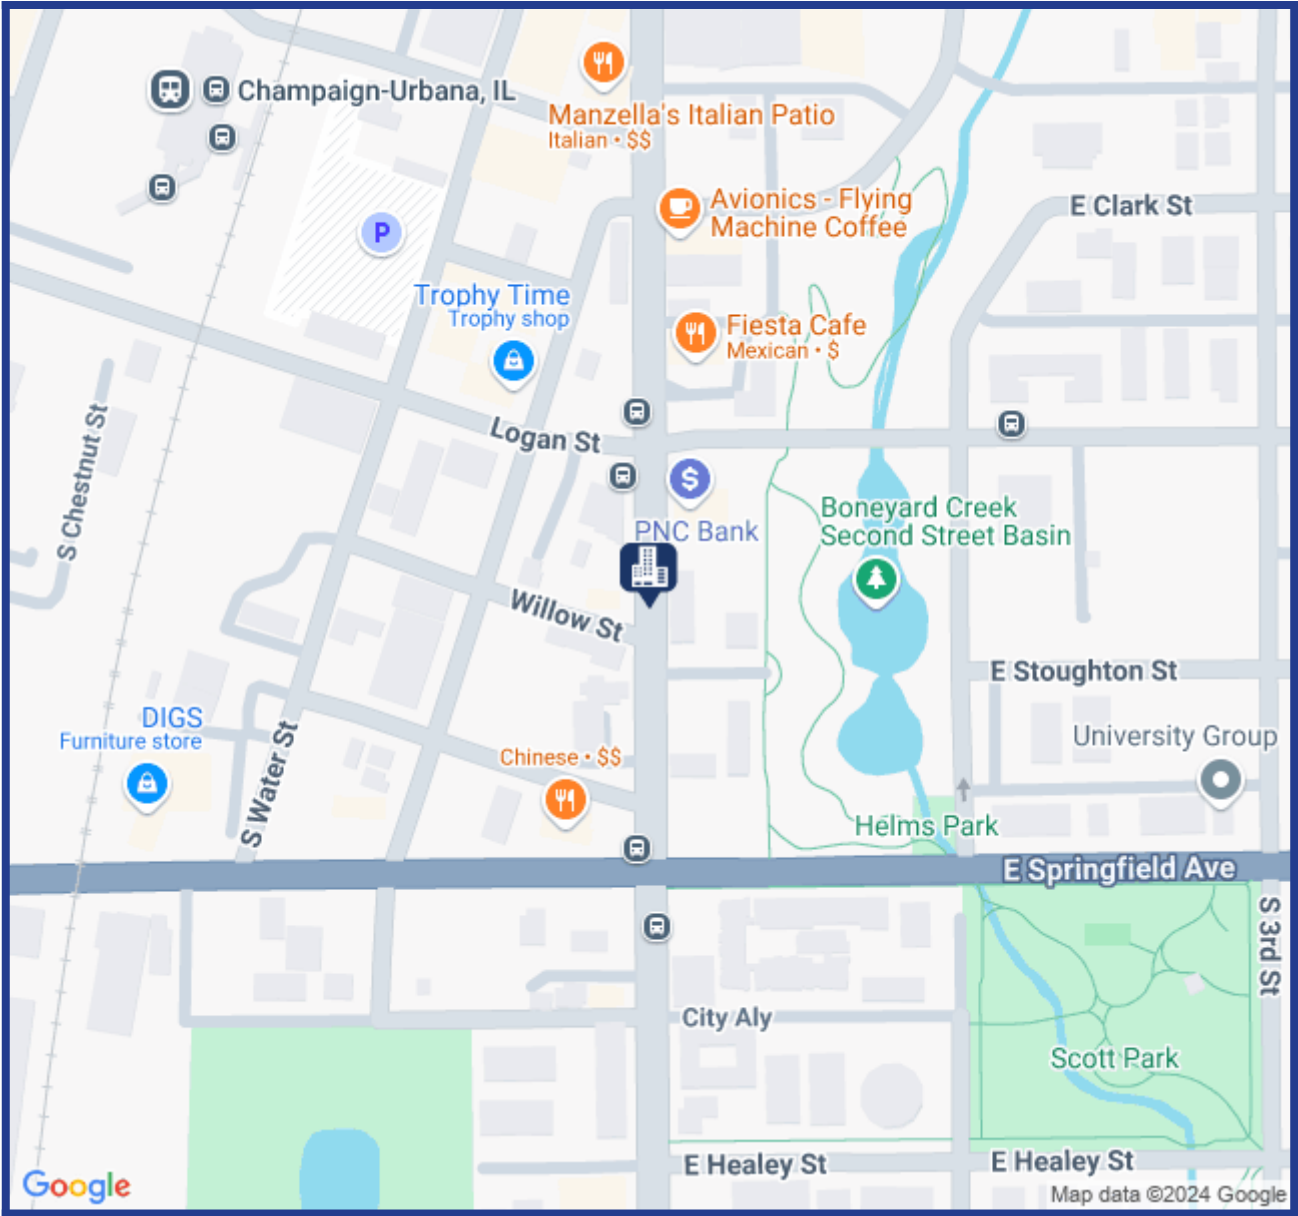 Champaign-Urbana, IL
Manzella's Italian Patio
Italian • $$
Avionics - Flying
Machine Coffee
E Clark St
P
Trophy Time
Trophy shop
Fiesta Cafe
Mexican • $
Logan St
S Chestnut St
$
PNC Bank
Boneyard Creek
Second Street Basin
Willow St
E Stoughton St
DIGS
Furniture store
S Water St
Chinese • $$
University Group
Helms Park
E Springfield Ave
S 3rd St
City Aly
Scott Park
E Healey St
E Healey St
Google
Map data ©2024 Google